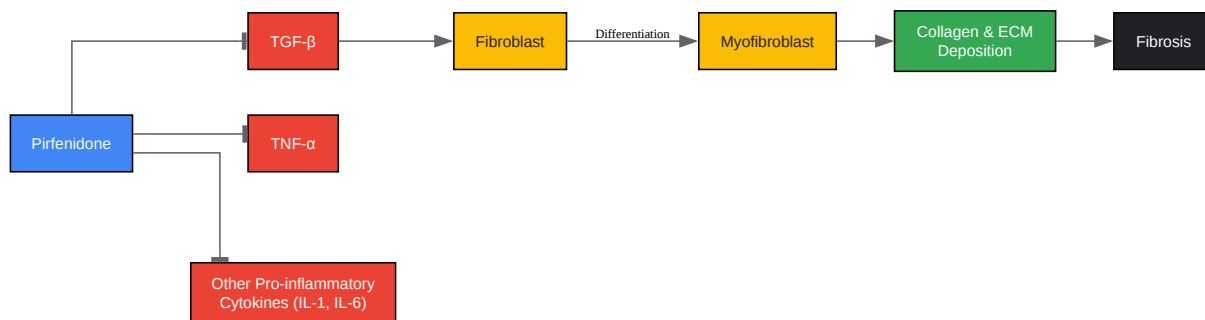 TGF-β
Fibroblast
Differentiation
Myofibroblast
Collagen & ECM
Deposition
Fibrosis
Pirfenidone
TNF-α
Other Pro-inflammatory
Cytokines (IL-1, IL-6)